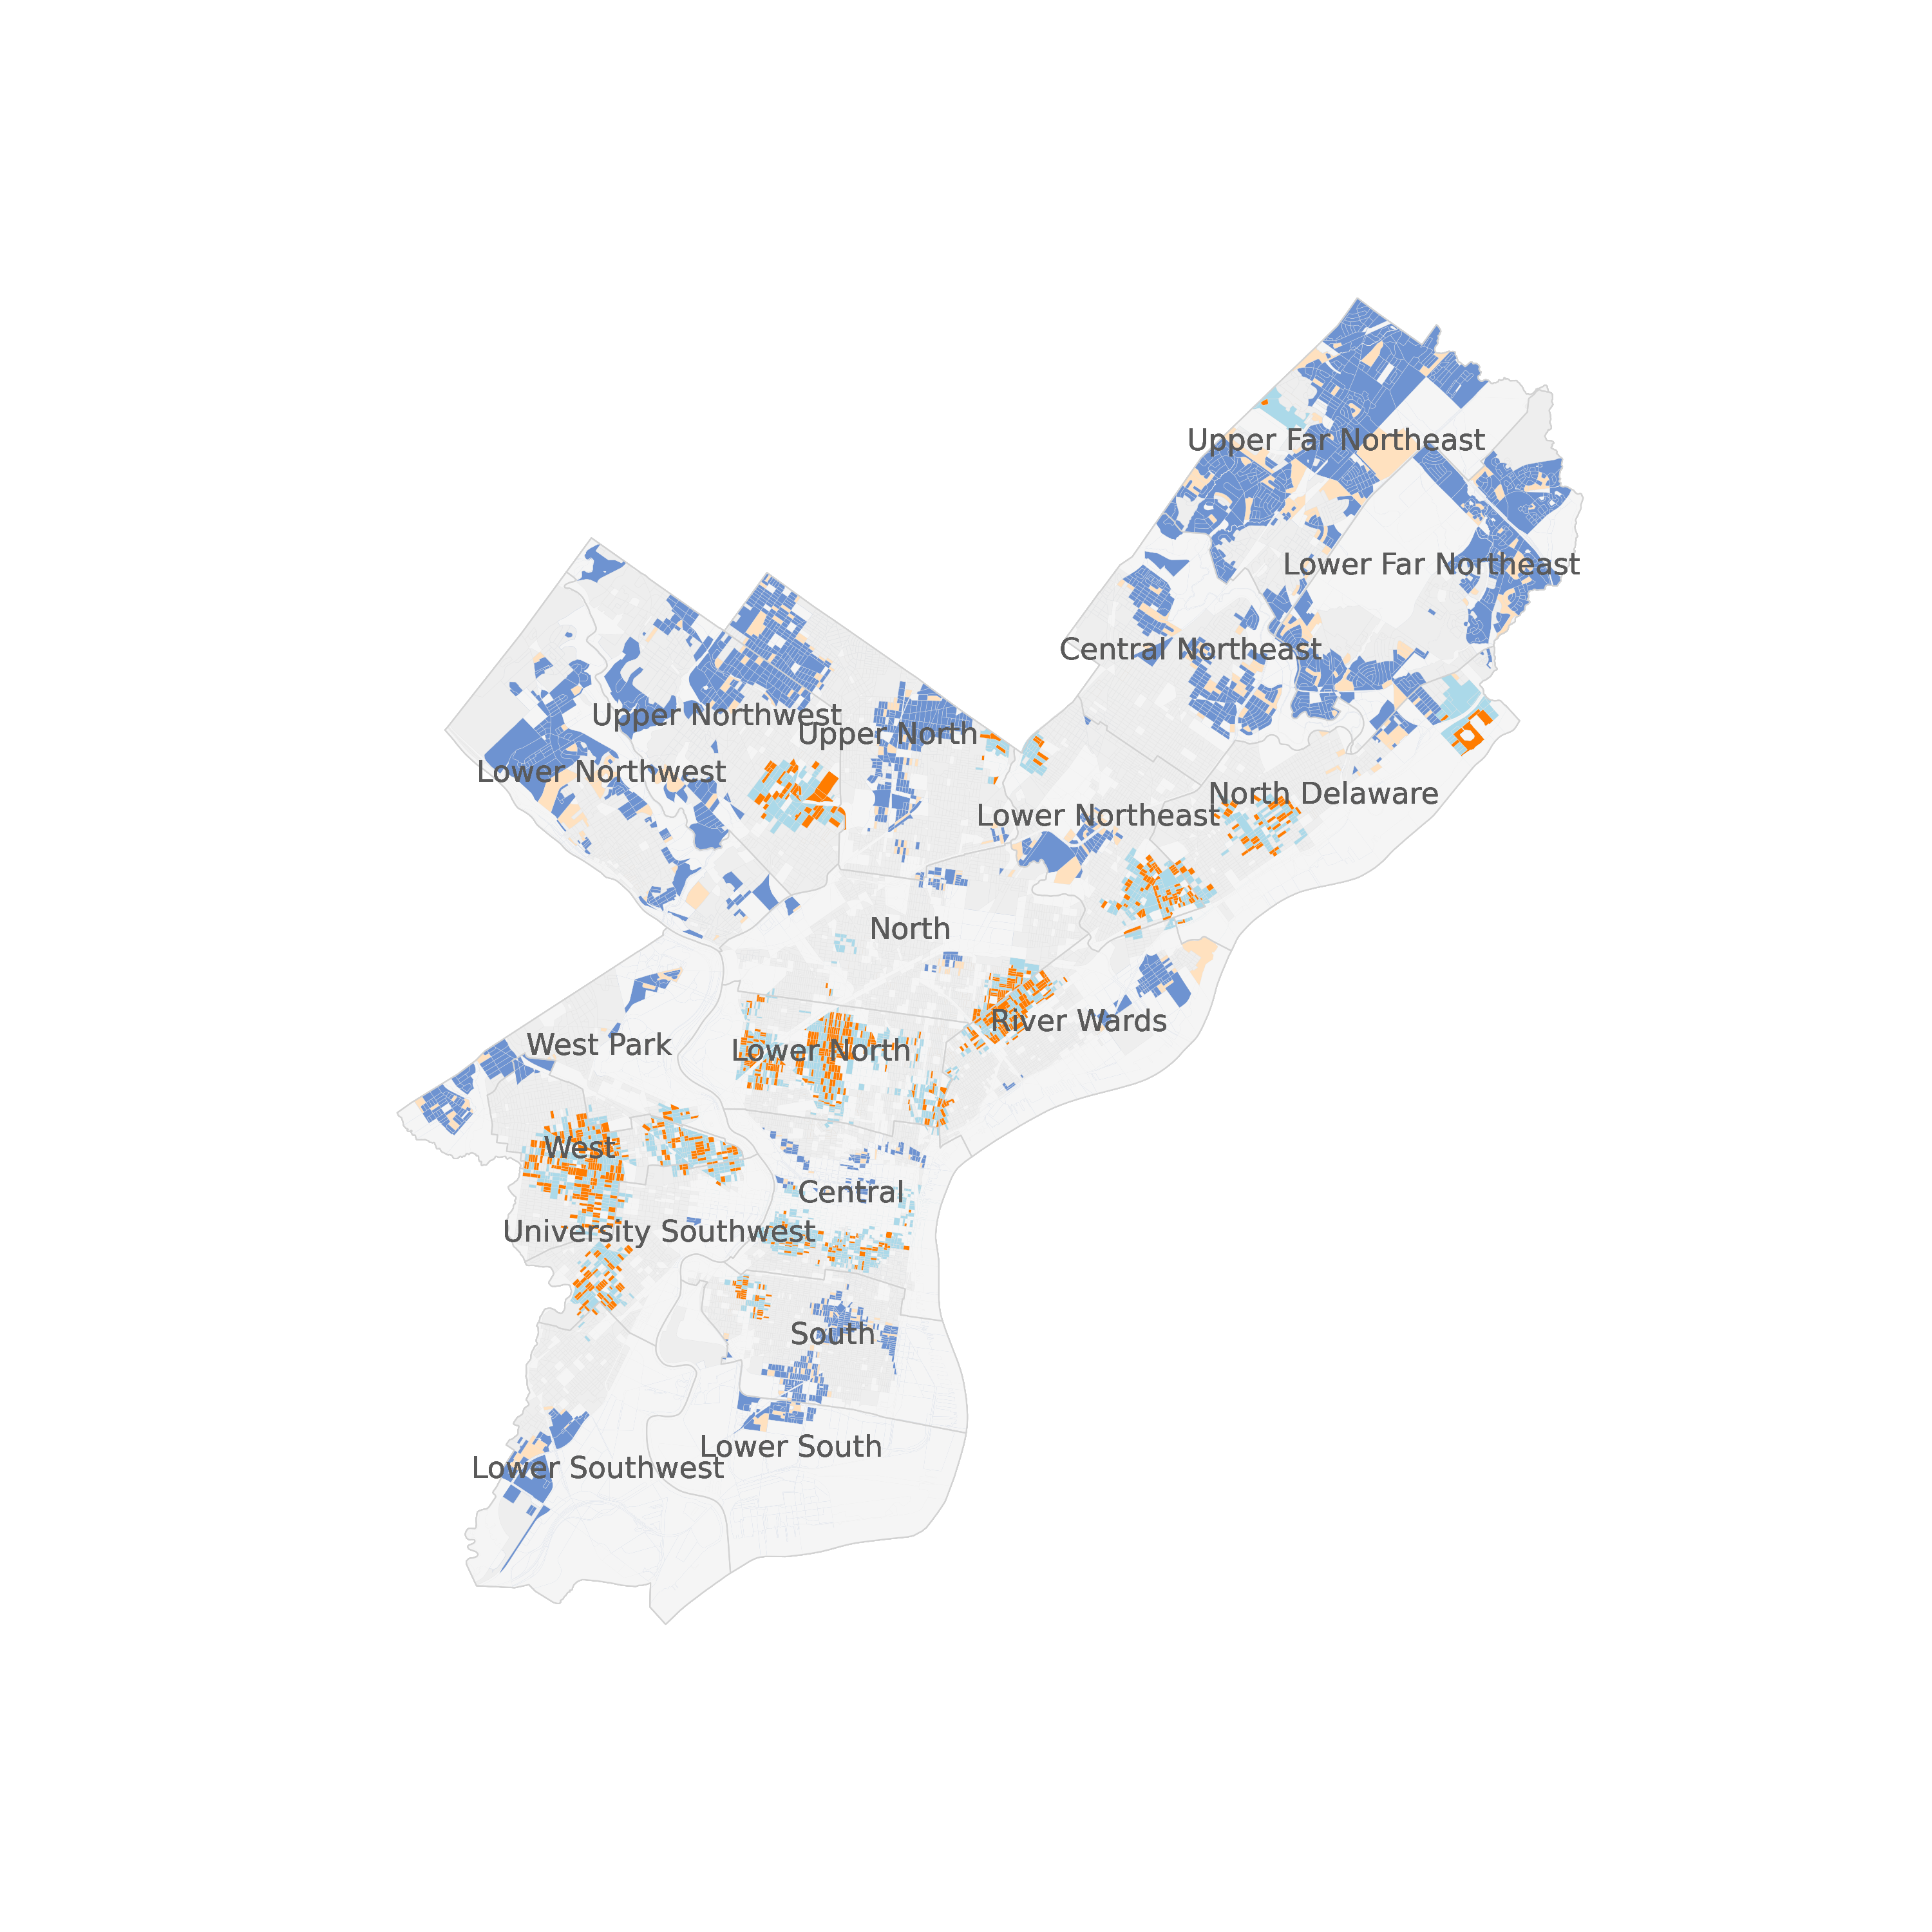 Upper Far Northeast
Lower Far Northeast
Central Northeast
Upper Northwest
Upper North
Lower Northwest
North Delaware
Lower Northeast
North
River Wards
West Park
Lower North
West
Central
University Southwest
South
Lower South
Lower Southwest